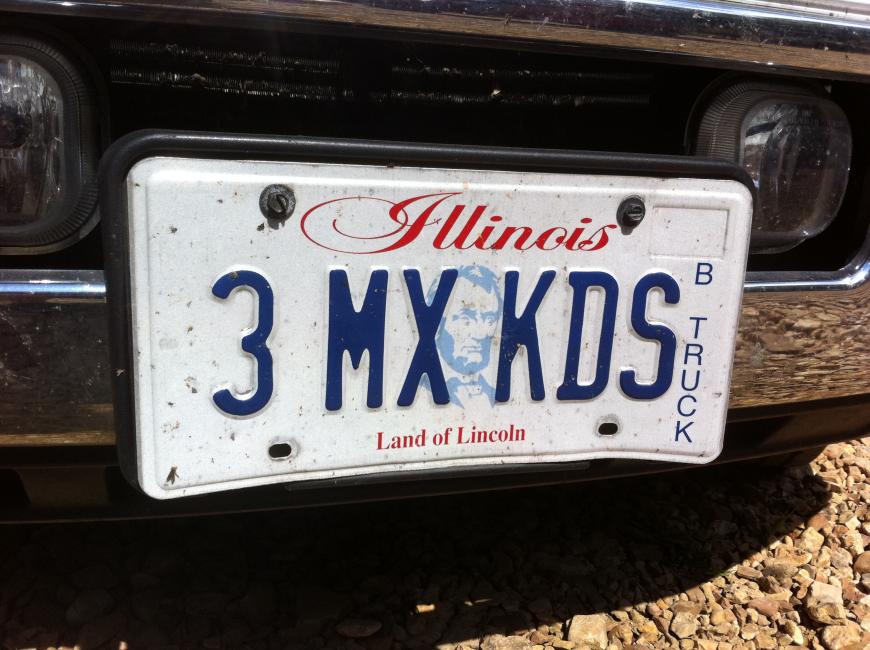 Illinois
3 MX KDS
B TRUCK
Land of Lincoln